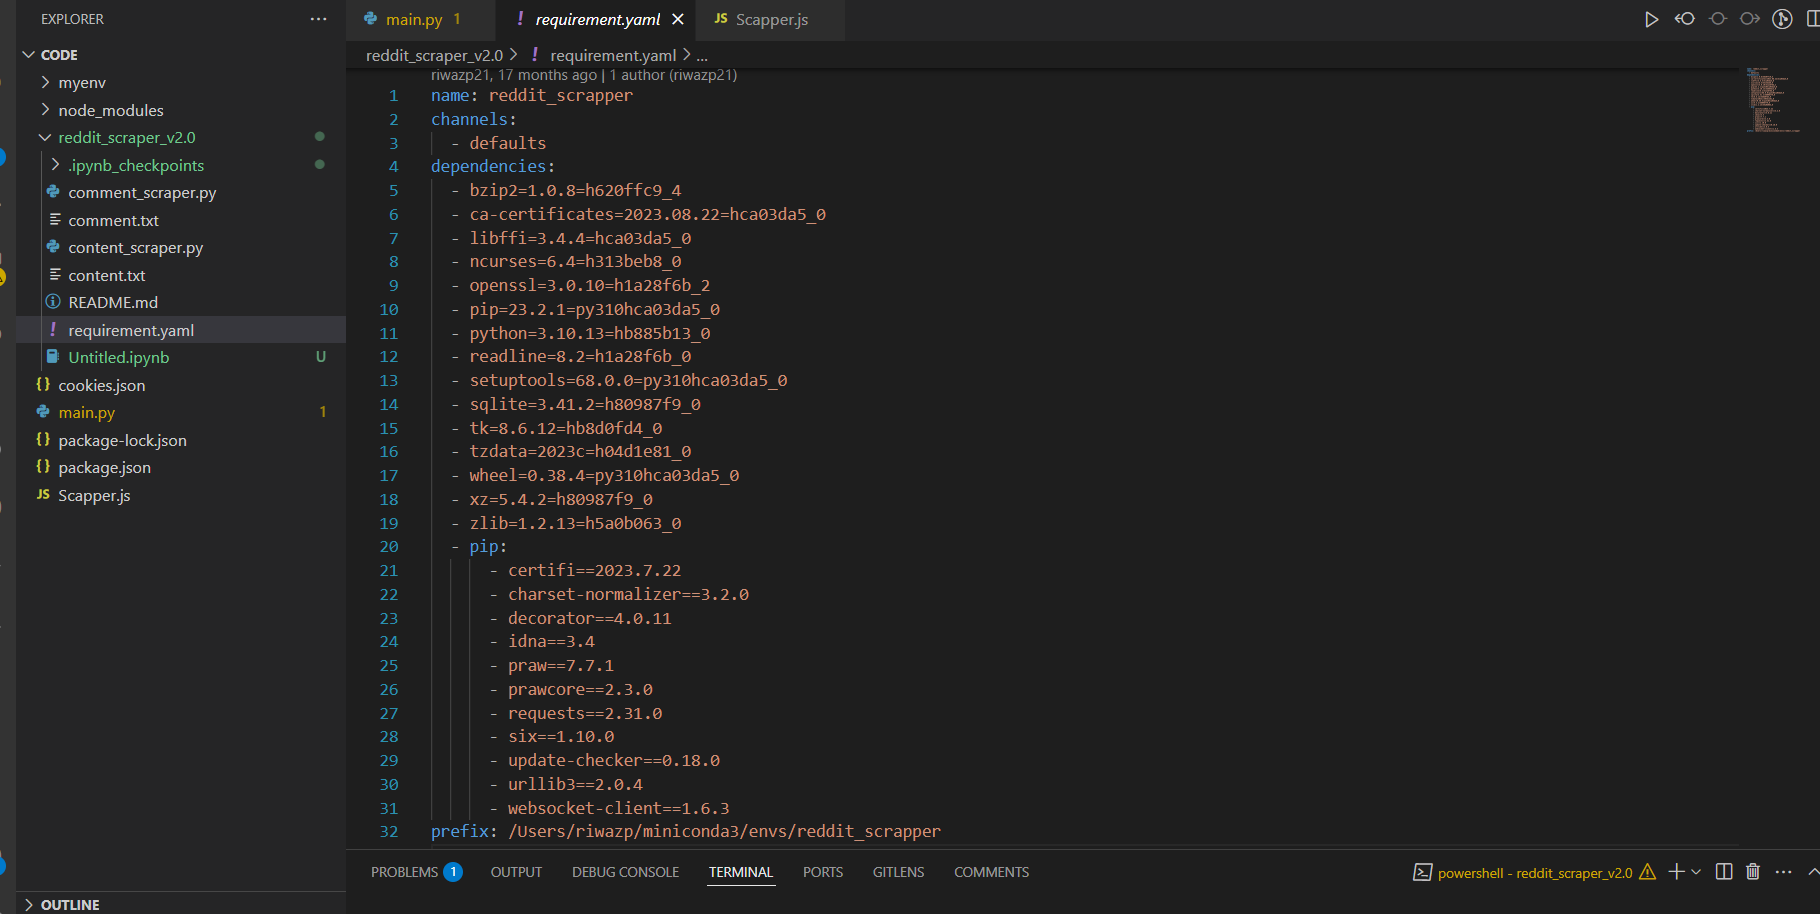 EXPLORER
CODE
myenv
node_modules
reddit_scraper_v2.0
.ipynb_checkpoints
comment_scraper.py
comment.txt
content_scraper.py
content.txt
README.md
requirement.yaml
Untitled.ipynb U
cookies.json
main.py 1
package-lock.json
package.json
Scapper.js
OUTLINE
main.py 1 requirement.yaml Scapper.js
reddit_scraper_v2.0 > requirement.yaml > ...
riwazp21, 17 months ago | 1 author (riwazp21)
1 name: reddit_scrapper
2 channels:
3 - defaults
4 dependencies:
5 - bzip2=1.0.8=h620ffc9_4
6 - ca-certificates=2023.08.22=hca03da5_0
7 - libffi=3.4.4=hca03da5_0
8 - ncurses=6.4=h313beb8_0
9 - openssl=3.0.10=h1a28f6b_2
10 - pip=23.2.1=py310hca03da5_0
11 - python=3.10.13=hb885b13_0
12 - readline=8.2=h1a28f6b_0
13 - setuptools=68.0.0=py310hca03da5_0
14 - sqlite=3.41.2=h80987f9_0
15 - tk=8.6.12=hb8d0fd4_0
16 - tzdata=2023c=h04d1e81_0
17 - wheel=0.38.4=py310hca03da5_0
18 - xz=5.4.2=h80987f9_0
19 - zlib=1.2.13=h5a0b063_0
20 - pip:
21 - certifi==2023.7.22
22 - charset-normalizer==3.2.0
23 - decorator==4.0.11
24 - idna==3.4
25 - praw==7.7.1
26 - prawcore==2.3.0
27 - requests==2.31.0
28 - six==1.10.0
29 - update-checker==0.18.0
30 - urllib3==2.0.4
31 - websocket-client==1.6.3
32 prefix: /Users/riwazp/miniconda3/envs/reddit_scrapper
PROBLEMS 1 OUTPUT DEBUG CONSOLE TERMINAL PORTS GITLENS COMMENTS
powershell - reddit_scraper_v2.0